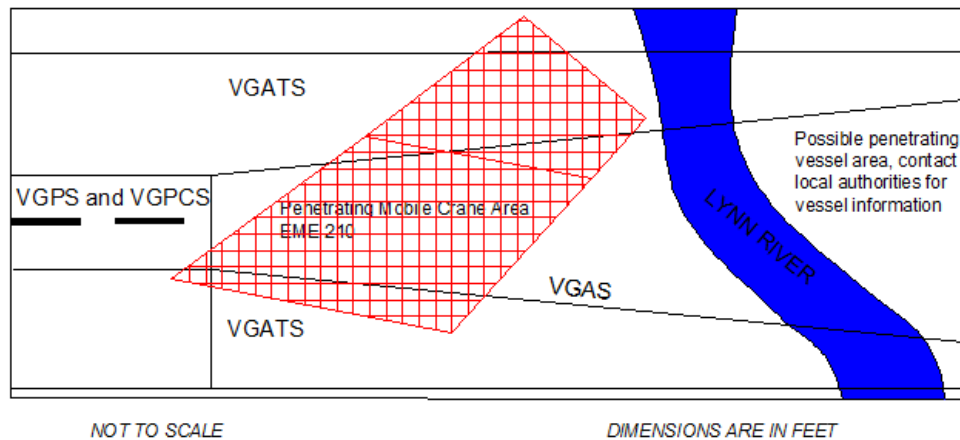 VGATS
Possible penetrating
vessel area, contact
local authorities for
vessel information
VGPS and VGPCS
Penetrating Mobile Crane Area
EME 210
LYNN RIVER
VGAS
VGATS
NOT TO SCALE
DIMENSIONS ARE IN FEET